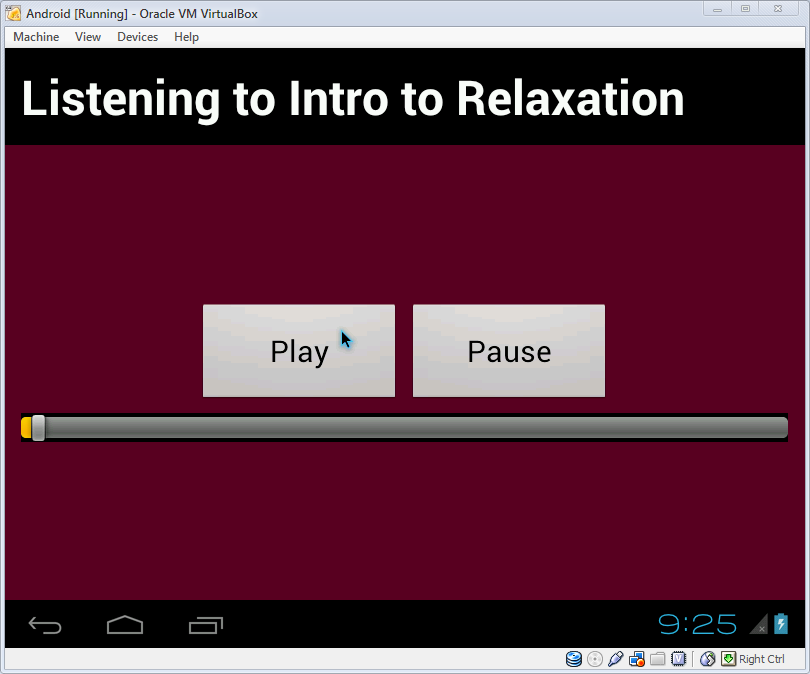 Android [Running] - Oracle VM VirtualBox
Machine View Devices Help
Listening to Intro to Relaxation
Play Pause
9:25
Right Ctrl